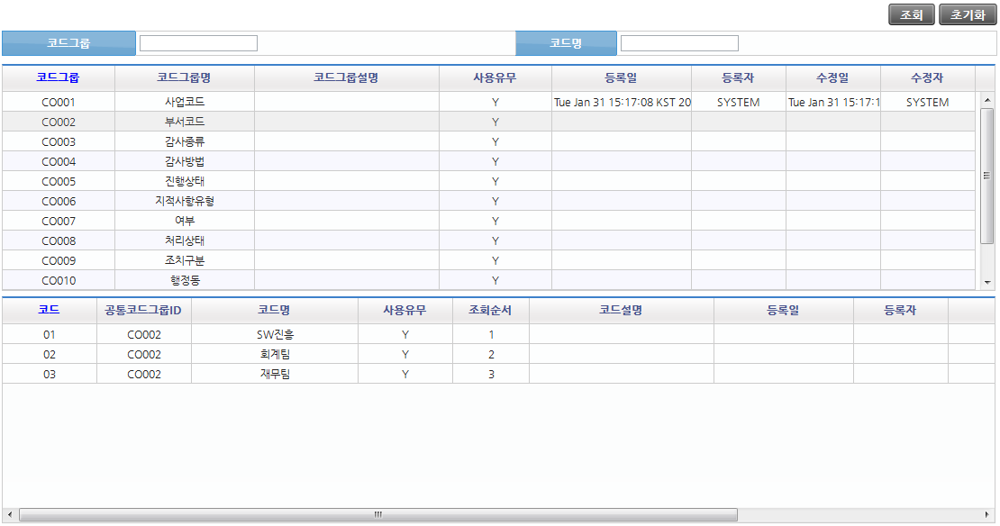 조회 초기화
코드그룹 코드명
코드그룹 코드그룹명 코드그룹설명 사용유무 등록일 등록자 수정일 수정자
CO001 사업코드 Y Tue Jan 31 15:17:08 KST 20 SYSTEM Tue Jan 31 15:17:1 SYSTEM
CO002 부서코드 Y
CO003 감사종류 Y
CO004 감사방법 Y
CO005 진행상태 Y
CO006 지적사항유형 Y
CO007 여부 Y
CO008 처리상태 Y
CO009 조치구분 Y
CO010 행정동 Y
코드 공통코드그룹ID 코드명 사용유무 조회순서 코드설명 등록일 등록자
01 CO002 SW진흥 Y 1
02 CO002 회계팀 Y 2
03 CO002 재무팀 Y 3